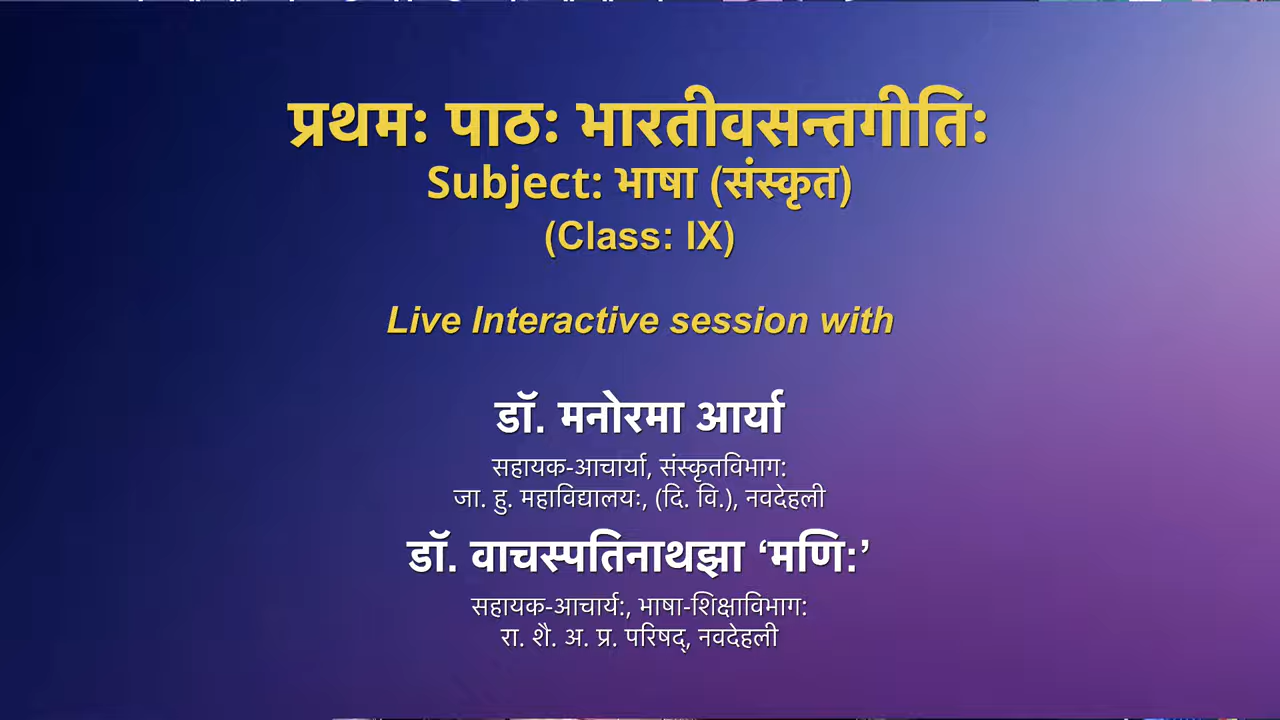 प्रथमः पाठः भारतीवसन्तगीतिः
Subject: भाषा (संस्कृत)
(Class: IX)
Live Interactive session with
डॉ. मनोरमा आर्या
सहायक-आचार्या, संस्कृतविभाग:
जा. हु. महाविद्यालयः, (दि. वि.), नवदेहली
डॉ. वाचस्पतिनाथझा ‘मणि:’
सहायक-आचार्य:, भाषा-शिक्षाविभाग:
रा. शै. अ. प्र. परिषद्, नवदेहली